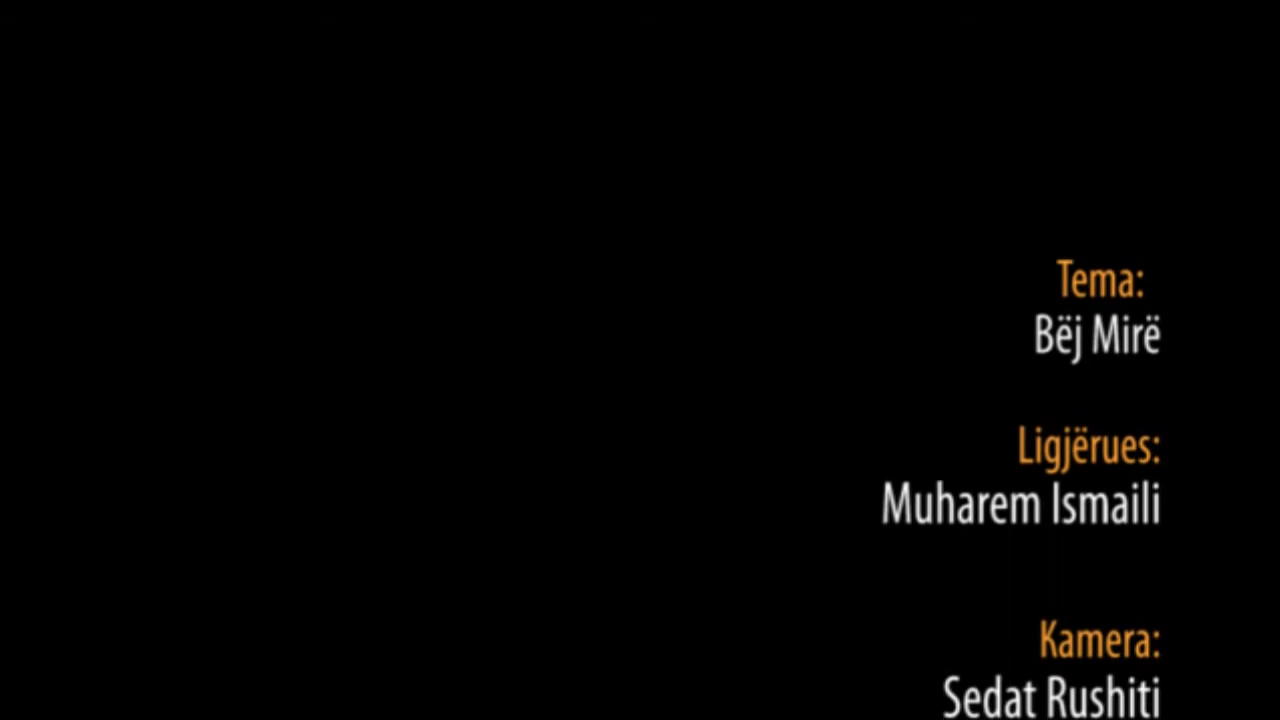 Tema:
Bëj Mirë
Ligjërues:
Muharem Ismaili
Kamera:
Sedat Rushiti